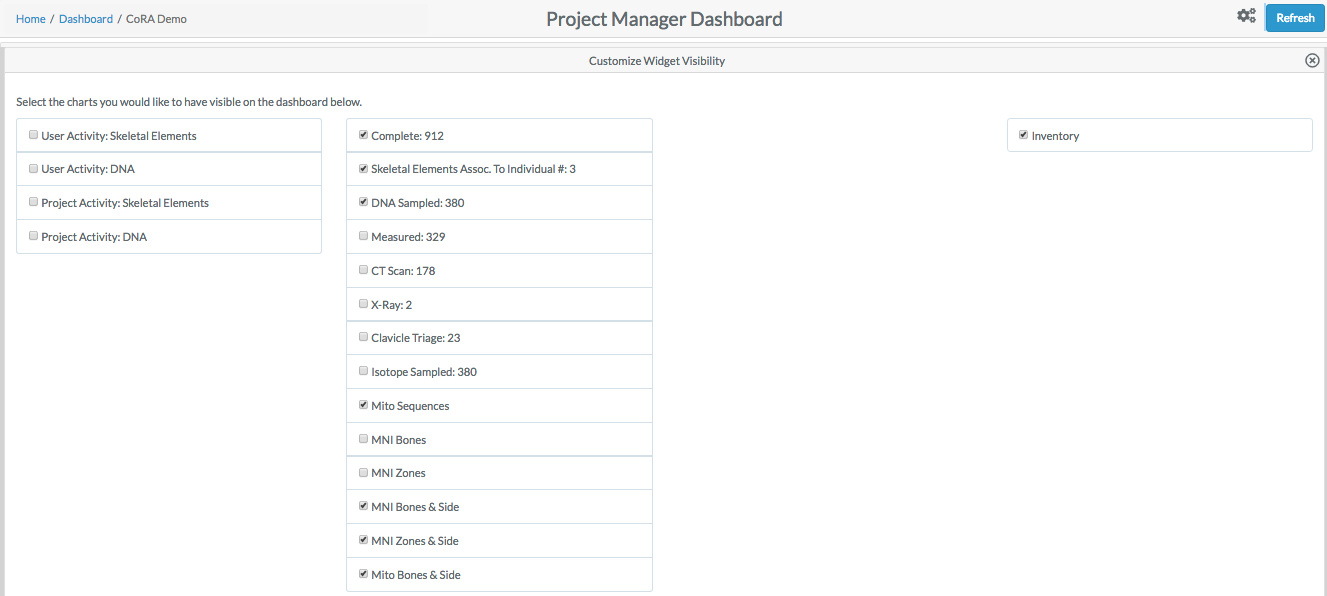 Home / Dashboard / CoRA Demo
Project Manager Dashboard
Refresh
Customize Widget Visibility
Select the charts you would like to have visible on the dashboard below.
User Activity: Skeletal Elements
User Activity: DNA
Project Activity: Skeletal Elements
Project Activity: DNA
Complete: 912
Skeletal Elements Assoc. To Individual #: 3
DNA Sampled: 380
Measured: 329
CT Scan: 178
X-Ray: 2
Clavicle Triage: 23
Isotope Sampled: 380
Mito Sequences
MNI Bones
MNI Zones
MNI Bones & Side
MNI Zones & Side
Mito Bones & Side
Inventory